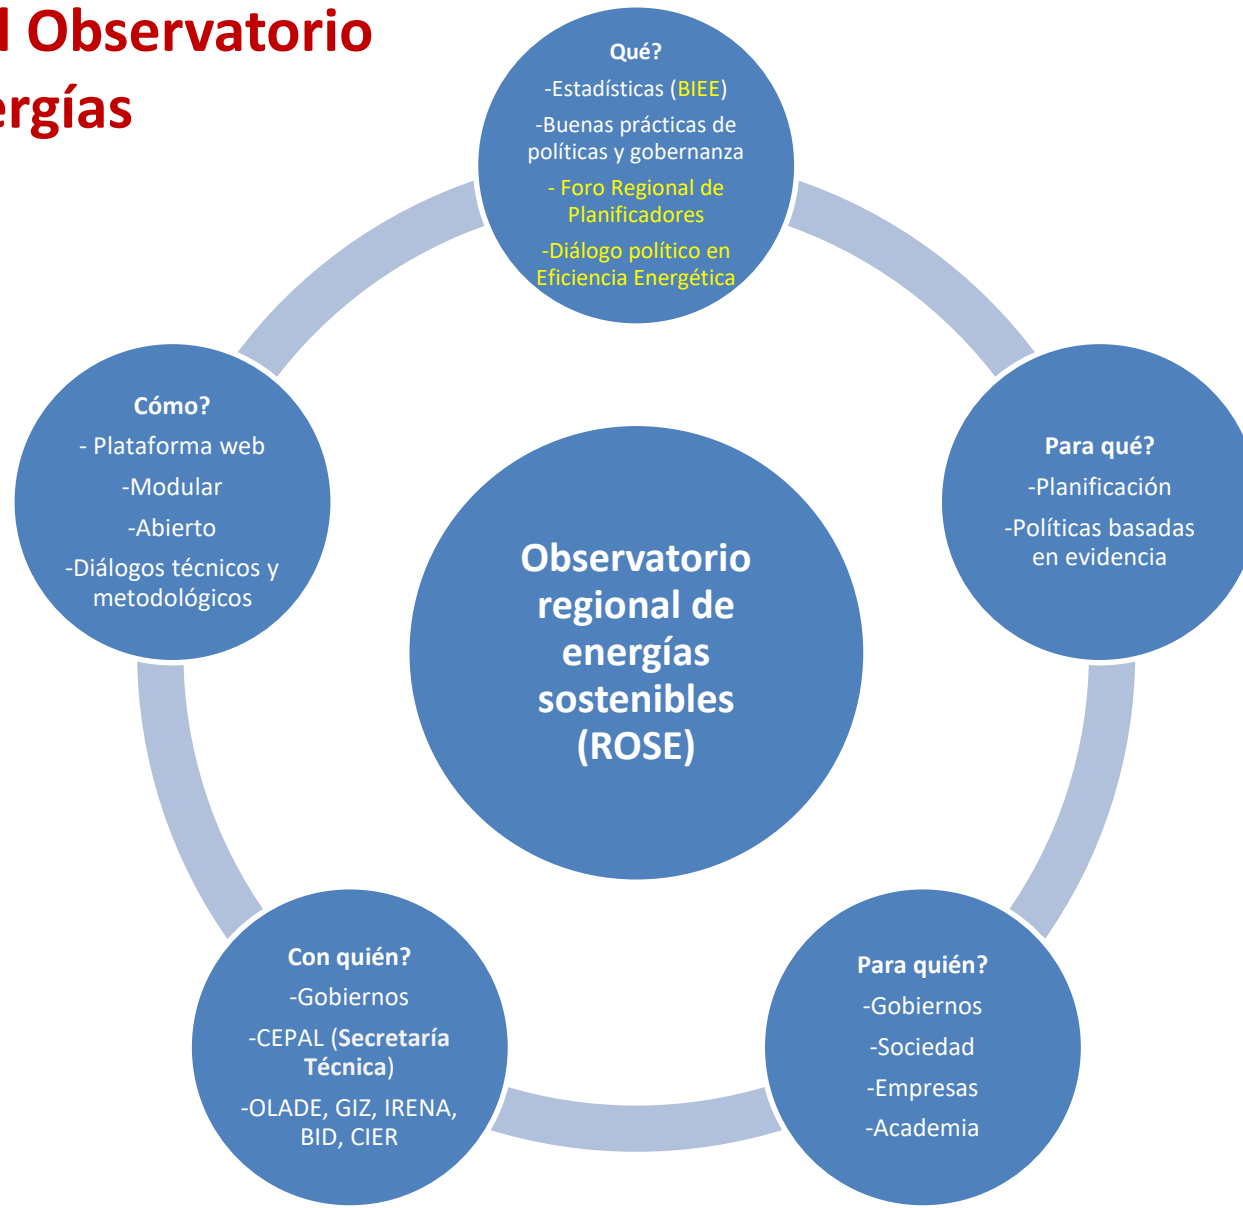 l Observatorio
ergías
Qué?
-Estadísticas (BIEE)
-Buenas prácticas de
políticas y gobernanza
- Foro Regional de
Planificadores
-Diálogo político en
Eficiencia Energética
Cómo?
- Plataforma web
-Modular
-Abierto
-Diálogos técnicos y
metodológicos
Para qué?
-Planificación
-Políticas basadas
en evidencia
Observatorio
regional de
energías
sostenibles
(ROSE)
Con quién?
-Gobiernos
-CEPAL (Secretaría
Técnica)
-OLADE, GIZ, IRENA,
BID, CIER
Para quién?
-Gobiernos
-Sociedad
-Empresas
-Academia